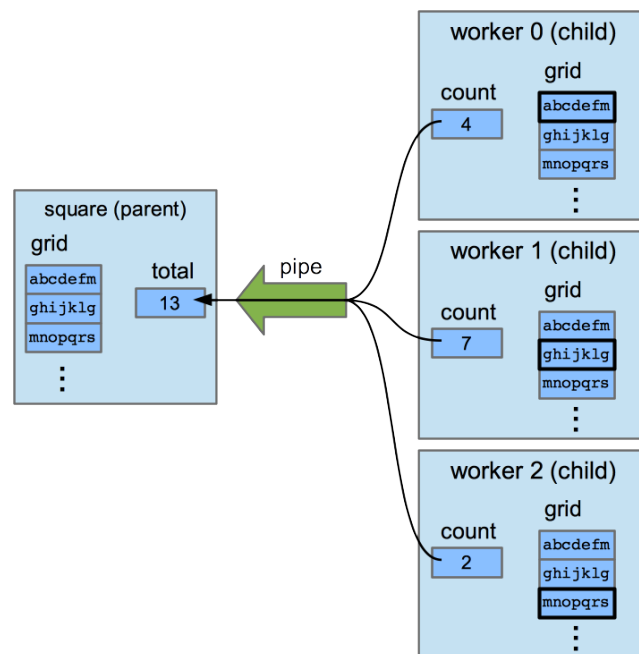 square (parent)
grid
abcdefm
ghijklg
mnopqrs
⋮
total
13
pipe
worker 0 (child)
count
4
grid
abcdefm
ghijklg
mnopqrs
⋮
worker 1 (child)
count
7
grid
abcdefm
ghijklg
mnopqrs
⋮
worker 2 (child)
count
2
grid
abcdefm
ghijklg
mnopqrs
⋮